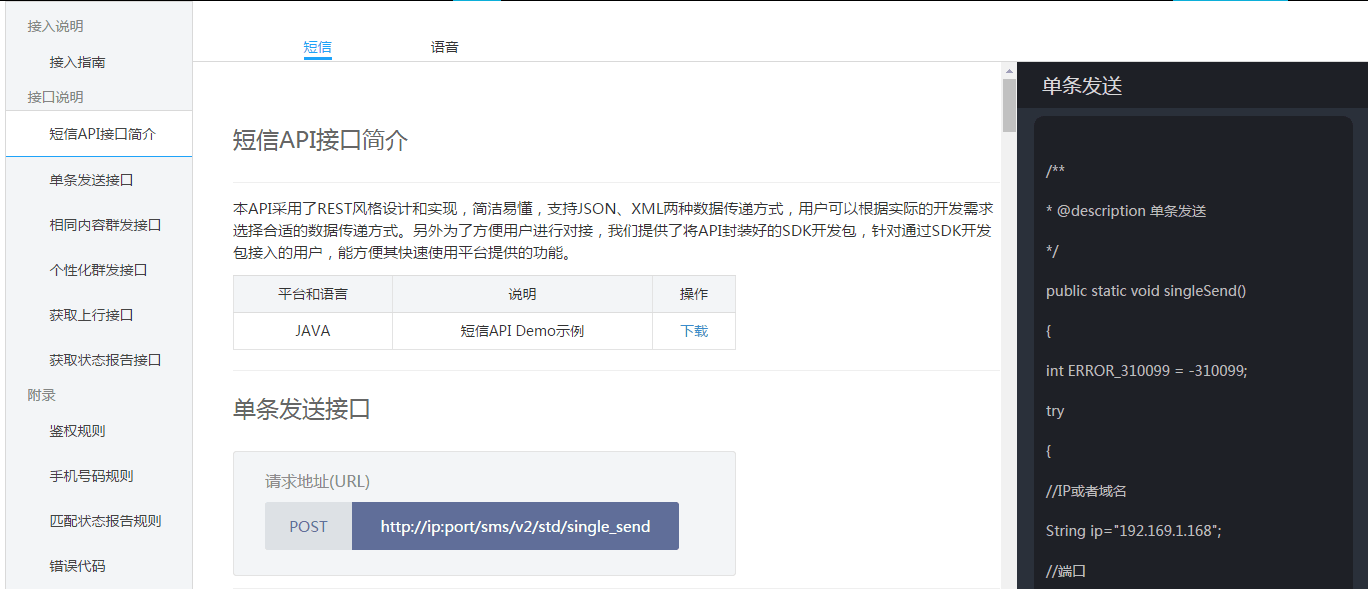 接入说明
接入指南
接口说明
短信API接口简介
单条发送接口
相同内容群发接口
个性化群发接口
获取上行接口
获取状态报告接口
附录
鉴权规则
手机号码规则
匹配状态报告规则
错误代码
短信
语音
短信API接口简介
本API采用了REST风格设计和实现，简洁易懂，支持JSON、XML两种数据传递方式，用户可以根据实际的开发需求
选择合适的数据传递方式。另外为了方便用户进行对接，我们提供了将API封装好的SDK开发包，针对通过SDK开发
包接入的用户，能方便其快速使用平台提供的功能。
平台和语言 说明 操作
JAVA 短信API Demo示例 下载
单条发送接口
请求地址(URL)
POST http://ip:port/sms/v2/std/single_send
单条发送
/**
* @description 单条发送
*/
public static void singleSend()
{
int ERROR_310099 = -310099;
try
{
//IP或者域名
String ip="192.169.1.168";
//端口